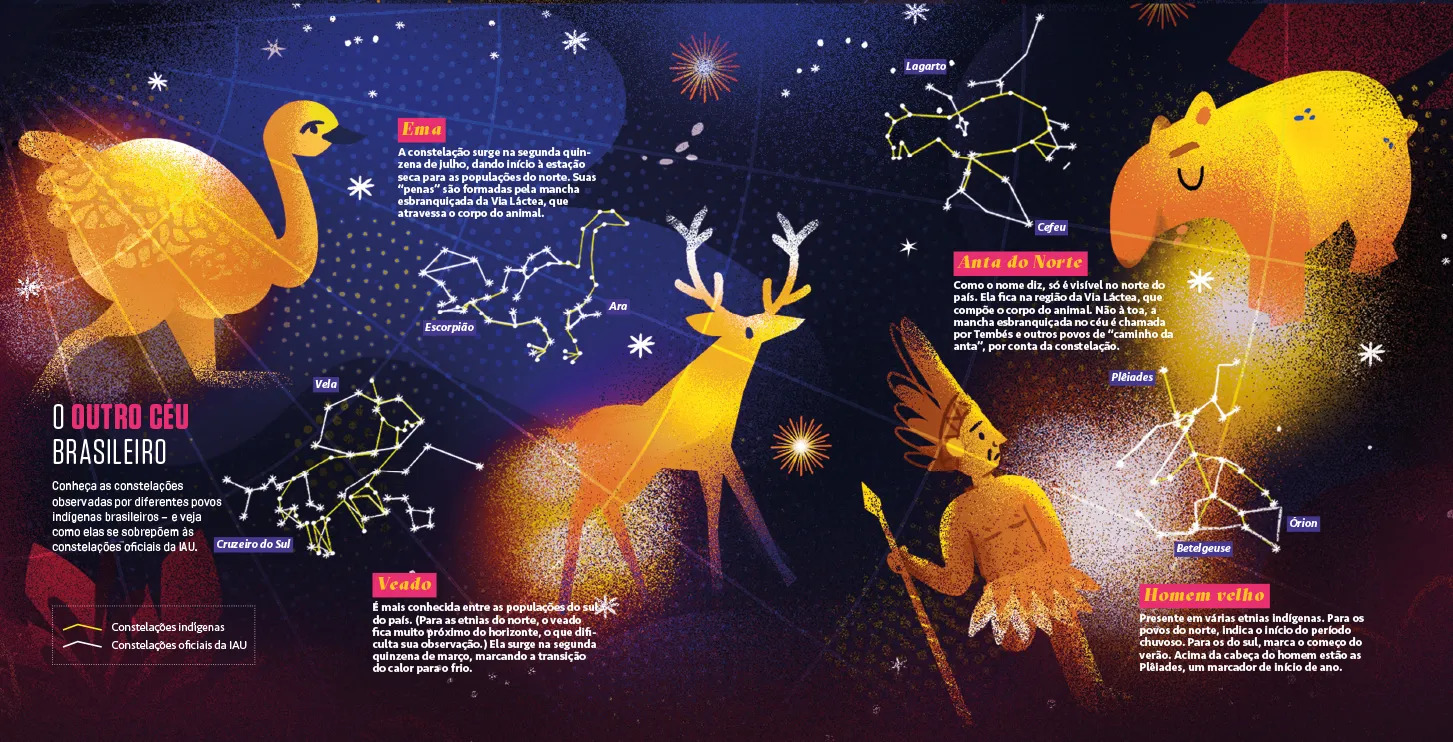 O OUTRO CÉU
BRASILEIRO
Conheça as constelações
observadas por diferentes povos
indígenas brasileiros – e veja
como elas se sobrepõem às
constelações oficiais da IAU.
Constelações indígenas
Constelações oficiais da IAU
Ema
A constelação surge na segunda quin-
zena de julho, dando início à estação
seca para as populações do norte. Suas
“penas” são formadas pela mancha
esbranquiçada da Via Láctea, que
atravessa o corpo do animal.
Escorpião
Ara
Vela
Cruzeiro do Sul
Veado
É mais conhecida entre as populações do sul
do país. (Para as etnias do norte, o veado
fica muito próximo do horizonte, o que difi-
culta sua observação.) Ela surge na segunda
quinzena de março, marcando a transição
do calor para o frio.
Lagarto
Cefeu
Anta do Norte
Como o nome diz, só é visível no norte do
país. Ela fica na região da Via Láctea, que
compõe o corpo do animal. Não à toa, a
mancha esbranquiçada no céu é chamada
por Tembés e outros povos de “caminho da
anta”, por conta da constelação.
Plêiades
Órion
Betelgeuse
Homem velho
Presente em várias etnias indígenas. Para os
povos do norte, indica o início do período
chuvoso. Para os do sul, marca o começo do
verão. Acima da cabeça do homem estão as
Plêiades, um marcador de início de ano.